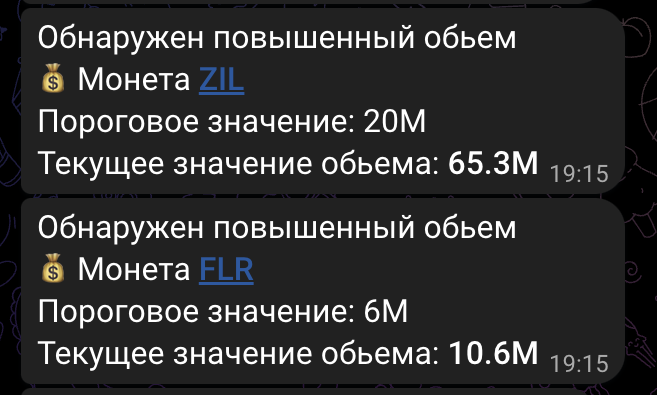 Обнаружен повышенный обьем
💰 Монета ZIL
Пороговое значение: 20M
Текущее значение обьема: 65.3M 19:15
Обнаружен повышенный обьем
💰 Монета FLR
Пороговое значение: 6M
Текущее значение обьема: 10.6M 19:15